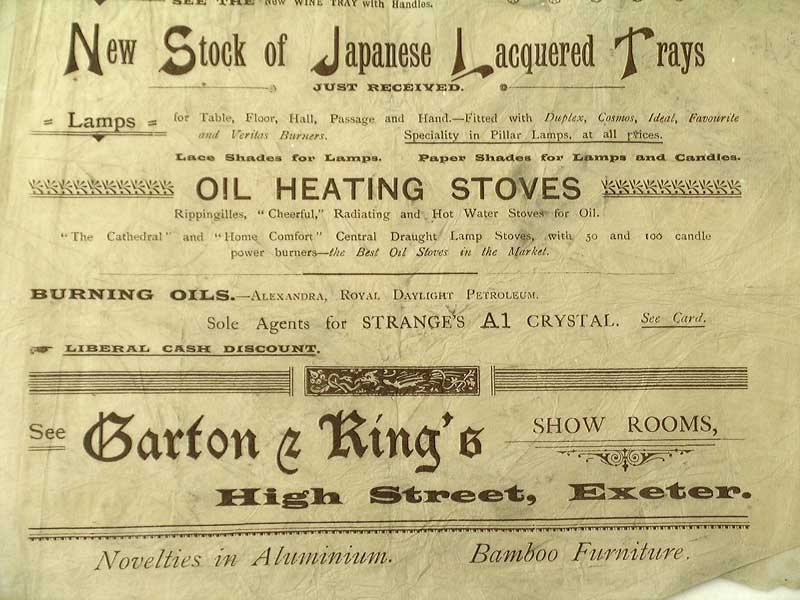 SEE THE NEW WINE TRAY with Handles.
New Stock of Japanese Lacquered Trays
JUST RECEIVED.
Lamps for Table, Floor, Hall, Passage and Hand.—Fitted with Duplex, Cosmos, Ideal, Favourite
and Veritas Burners. Speciality in Pillar Lamps, at all prices.
Lace Shades for Lamps. Paper Shades for Lamps and Candles.
OIL HEATING STOVES
Rippingilles, "Cheerful," Radiating and Hot Water Stoves for Oil.
"The Cathedral" and "Home Comfort" Central Draught Lamp Stoves, with 50 and 100 candle
power burners—the Best Oil Stoves in the Market.
BURNING OILS.—ALEXANDRA, ROYAL DAYLIGHT PETROLEUM.
Sole Agents for STRANGE'S A1 CRYSTAL. See Card.
LIBERAL CASH DISCOUNT.
See Garton & King's SHOW ROOMS,
High Street, Exeter.
Novelties in Aluminium. Bamboo Furniture.